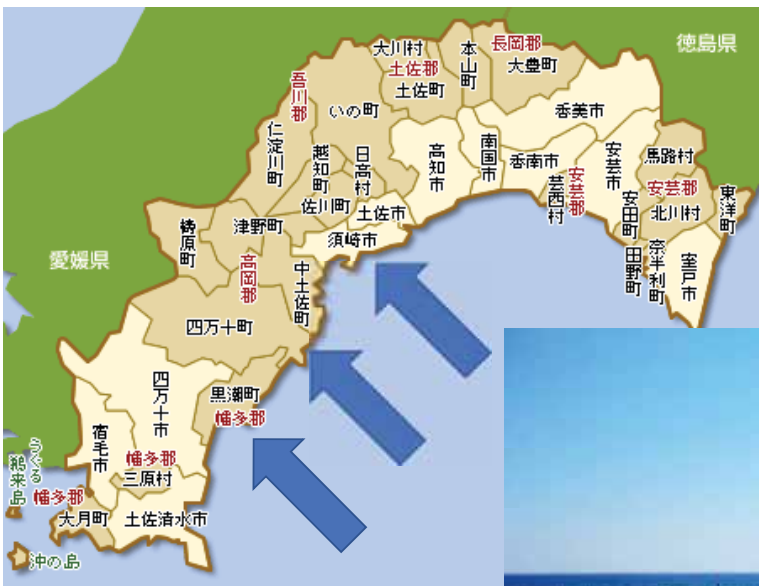 徳島県
愛媛県
長岡郡
大豊町
本山町
大川村
土佐郡
土佐町
吾川郡
いの町
仁淀川町
越知町
日高村
佐川町
土佐市
高知市
南国市
香美市
香南市
安芸郡
芸西村
安芸市
安田町
田野町
奈半利町
馬路村
安芸郡
北川村
東洋町
室戸市
須崎市
津野町
梼原町
高岡郡
中土佐町
四万十町
四万十市
黒潮町
幡多郡
宿毛市
幡多郡
三原村
うぐる
鵜来島
幡多郡
大月町
土佐清水市
沖の島